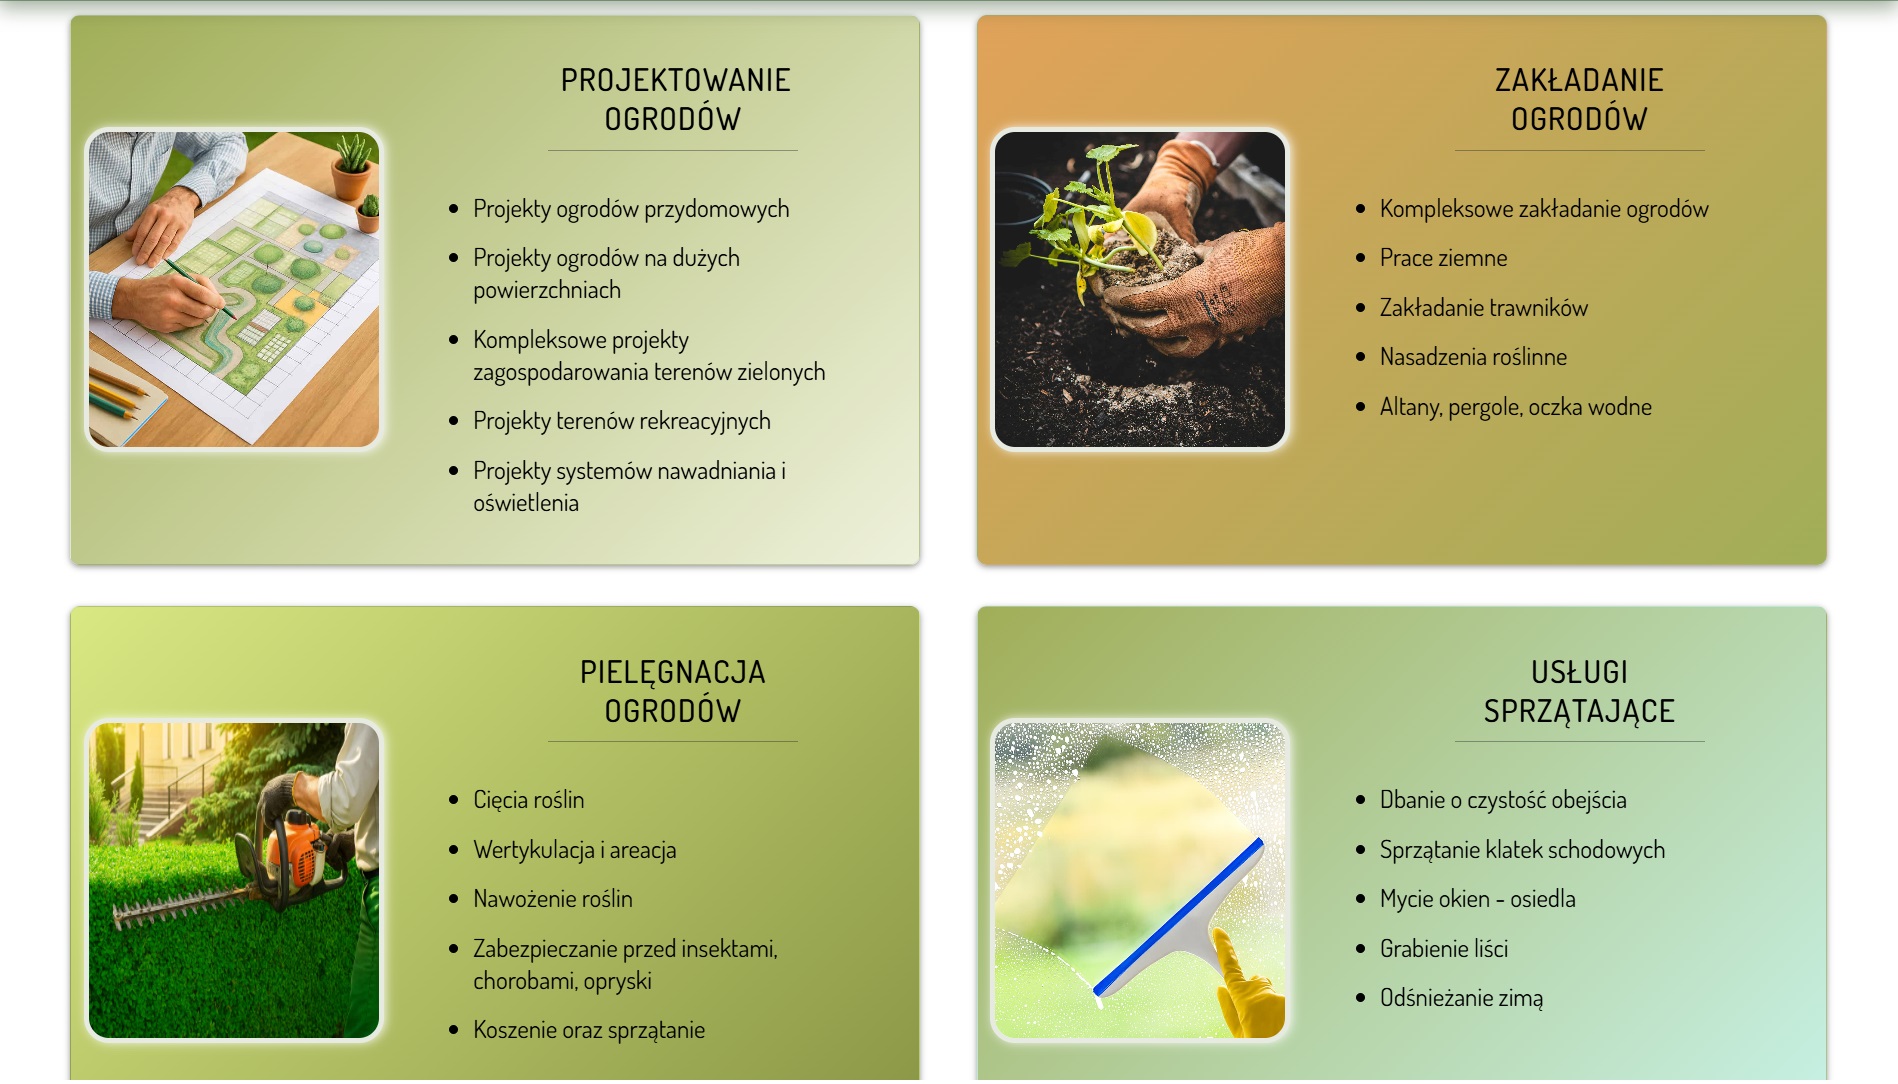 PROJEKTOWANIE
OGRODÓW
Projekty ogrodów przydomowych
Projekty ogrodów na dużych
powierzchniach
Kompleksowe projekty
zagospodarowania terenów zielonych
Projekty terenów rekreacyjnych
Projekty systemów nawadniania i
oświetlenia
ZAKŁADANIE
OGRODÓW
Kompleksowe zakładanie ogrodów
Prace ziemne
Zakładanie trawników
Nasadzenia roślinne
Altany, pergole, oczka wodne
PIELĘGNACJA
OGRODÓW
Cięcia roślin
Wertykulacja i areacja
Nawożenie roślin
Zabezpieczanie przed insektami,
chorobami, opryski
Koszenie oraz sprzątanie
USŁUGI
SPRZĄTAJĄCE
Dbanie o czystość obejścia
Sprzątanie klatek schodowych
Mycie okien - osiedla
Grabienie liści
Odśnieżanie zimą